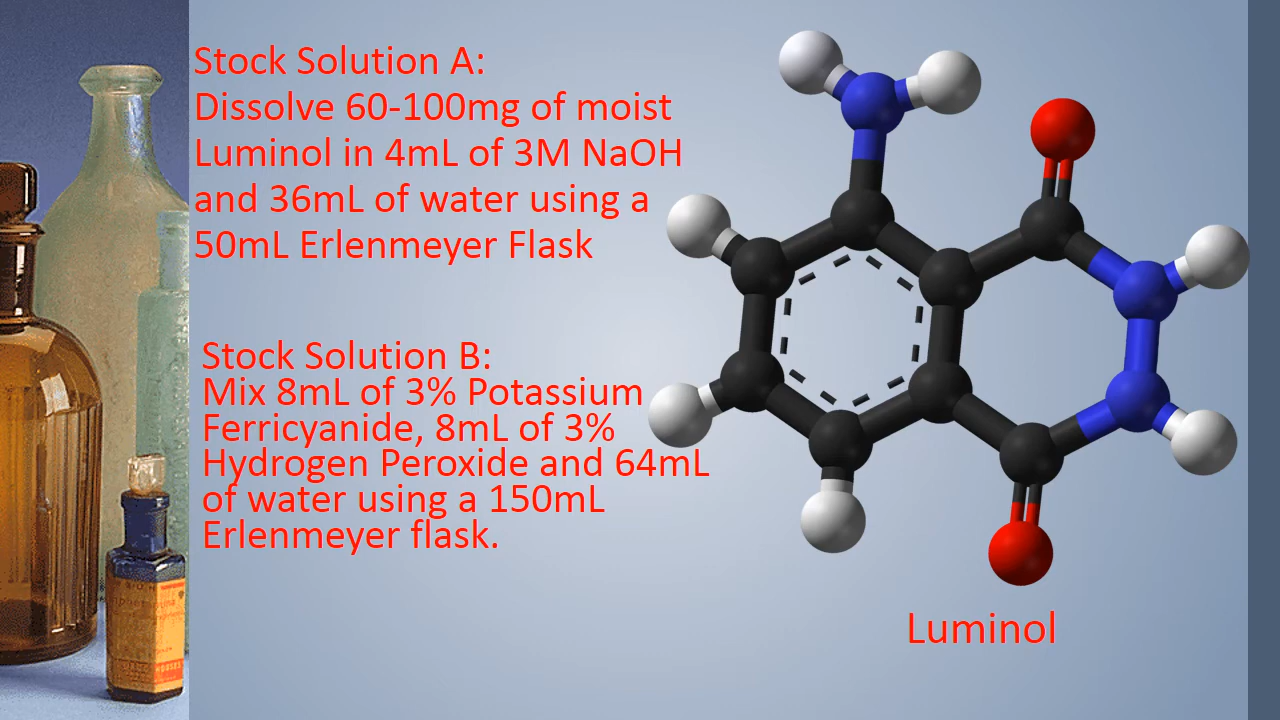 Stock Solution A:
Dissolve 60-100mg of moist
Luminol in 4mL of 3M NaOH
and 36mL of water using a
50mL Erlenmeyer Flask
Stock Solution B:
Mix 8mL of 3% Potassium
Ferricyanide, 8mL of 3%
Hydrogen Peroxide and 64mL
of water using a 150mL
Erlenmeyer flask.
Luminol